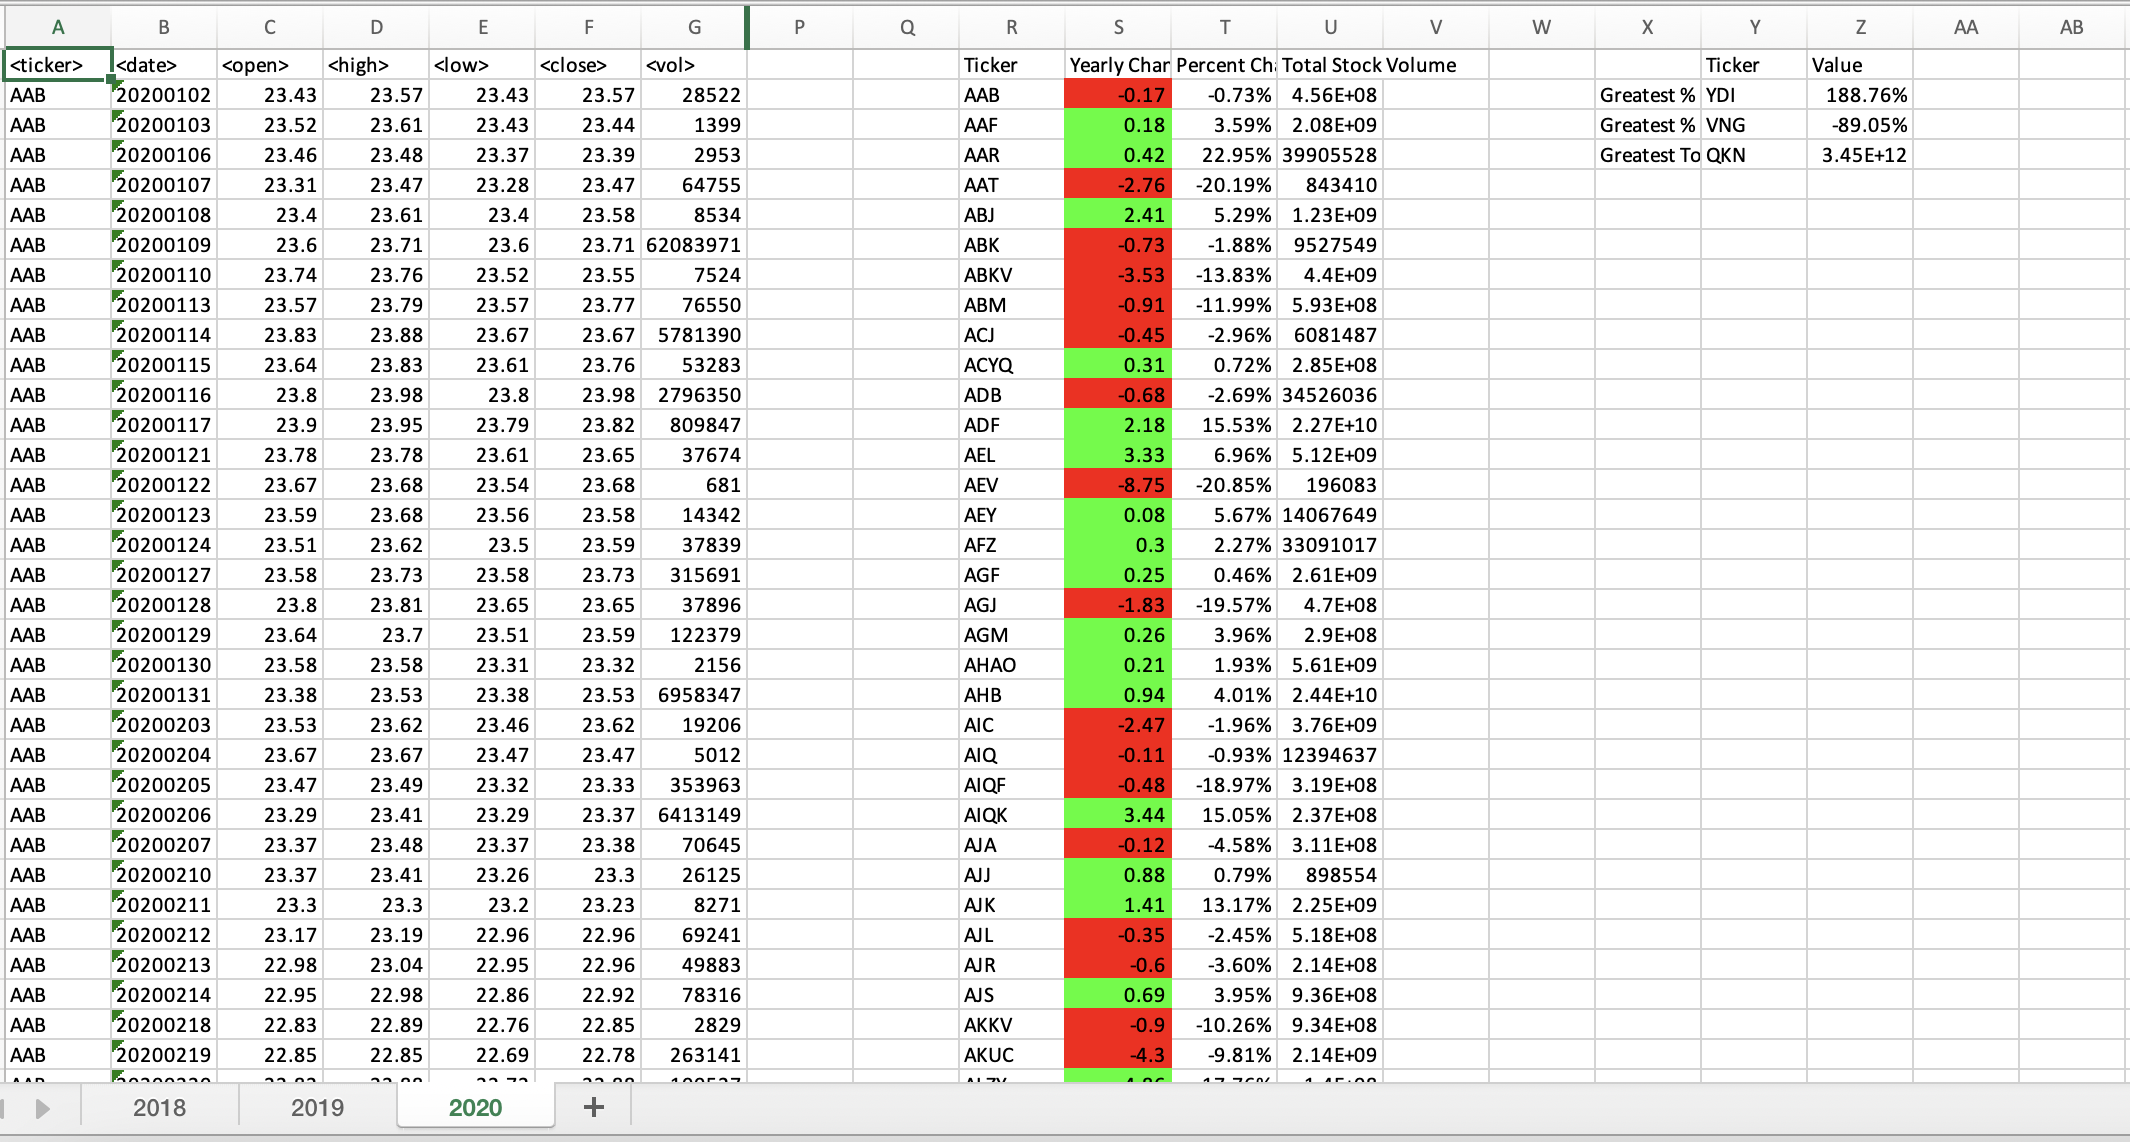 A B C D E F G P Q R S T U V W X Y Z AA AB
<ticker> <date> <open> <high> <low> <close> <vol> Ticker Yearly Char Percent Cha Total Stock Volume Ticker Value
AAB 20200102 23.43 23.57 23.43 23.57 28522 AAB -0.17 -0.73% 4.56E+08 Greatest % YDI 188.76%
AAB 20200103 23.52 23.61 23.43 23.44 1399 AAF 0.18 3.59% 2.08E+09 Greatest % VNG -89.05%
AAB 20200106 23.46 23.48 23.37 23.39 2953 AAR 0.42 22.95% 39905528 Greatest To QKN 3.45E+12
AAB 20200107 23.31 23.47 23.28 23.47 64755 AAT -2.76 -20.19% 843410
AAB 20200108 23.4 23.61 23.4 23.58 8534 ABJ 2.41 5.29% 1.23E+09
AAB 20200109 23.6 23.71 23.6 23.71 62083971 ABK -0.73 -1.88% 9527549
AAB 20200110 23.74 23.76 23.52 23.55 7524 ABKV -3.53 -13.83% 4.4E+09
AAB 20200113 23.57 23.79 23.57 23.77 76550 ABM -0.91 -11.99% 5.93E+08
AAB 20200114 23.83 23.88 23.67 23.67 5781390 ACJ -0.45 -2.96% 6081487
AAB 20200115 23.64 23.83 23.61 23.76 53283 ACYQ 0.31 0.72% 2.85E+08
AAB 20200116 23.8 23.98 23.8 23.98 2796350 ADB -0.68 -2.69% 34526036
AAB 20200117 23.9 23.95 23.79 23.82 809847 ADF 2.18 15.53% 2.27E+10
AAB 20200121 23.78 23.78 23.61 23.65 37674 AEL 3.33 6.96% 5.12E+09
AAB 20200122 23.67 23.68 23.54 23.68 681 AEV -8.75 -20.85% 196083
AAB 20200123 23.59 23.68 23.56 23.58 14342 AEY 0.08 5.67% 14067649
AAB 20200124 23.51 23.62 23.5 23.59 37839 AFZ 0.3 2.27% 33091017
AAB 20200127 23.58 23.73 23.58 23.73 315691 AGF 0.25 0.46% 2.61E+09
AAB 20200128 23.8 23.81 23.65 23.65 37896 AGJ -1.83 -19.57% 4.7E+08
AAB 20200129 23.64 23.7 23.51 23.59 122379 AGM 0.26 3.96% 2.9E+08
AAB 20200130 23.58 23.58 23.31 23.32 2156 AHAO 0.21 1.93% 5.61E+09
AAB 20200131 23.38 23.53 23.38 23.53 6958347 AHB 0.94 4.01% 2.44E+10
AAB 20200203 23.53 23.62 23.46 23.62 19206 AIC -2.47 -1.96% 3.76E+09
AAB 20200204 23.67 23.67 23.47 23.47 5012 AIQ -0.11 -0.93% 12394637
AAB 20200205 23.47 23.49 23.32 23.33 353963 AIQF -0.48 -18.97% 3.19E+08
AAB 20200206 23.29 23.41 23.29 23.37 6413149 AIQK 3.44 15.05% 2.37E+08
AAB 20200207 23.37 23.48 23.37 23.38 70645 AJA -0.12 -4.58% 3.11E+08
AAB 20200210 23.37 23.41 23.26 23.3 26125 AJJ 0.88 0.79% 898554
AAB 20200211 23.3 23.3 23.2 23.23 8271 AJK 1.41 13.17% 2.25E+09
AAB 20200212 23.17 23.19 22.96 22.96 69241 AJL -0.35 -2.45% 5.18E+08
AAB 20200213 22.98 23.04 22.95 22.96 49883 AJR -0.6 -3.60% 2.14E+08
AAB 20200214 22.95 22.98 22.86 22.92 78316 AJS 0.69 3.95% 9.36E+08
AAB 20200218 22.83 22.89 22.76 22.85 2829 AKKV -0.9 -10.26% 9.34E+08
AAB 20200219 22.85 22.85 22.69 22.78 263141 AKUC -4.3 -9.81% 2.14E+09
2018 2019 2020 +